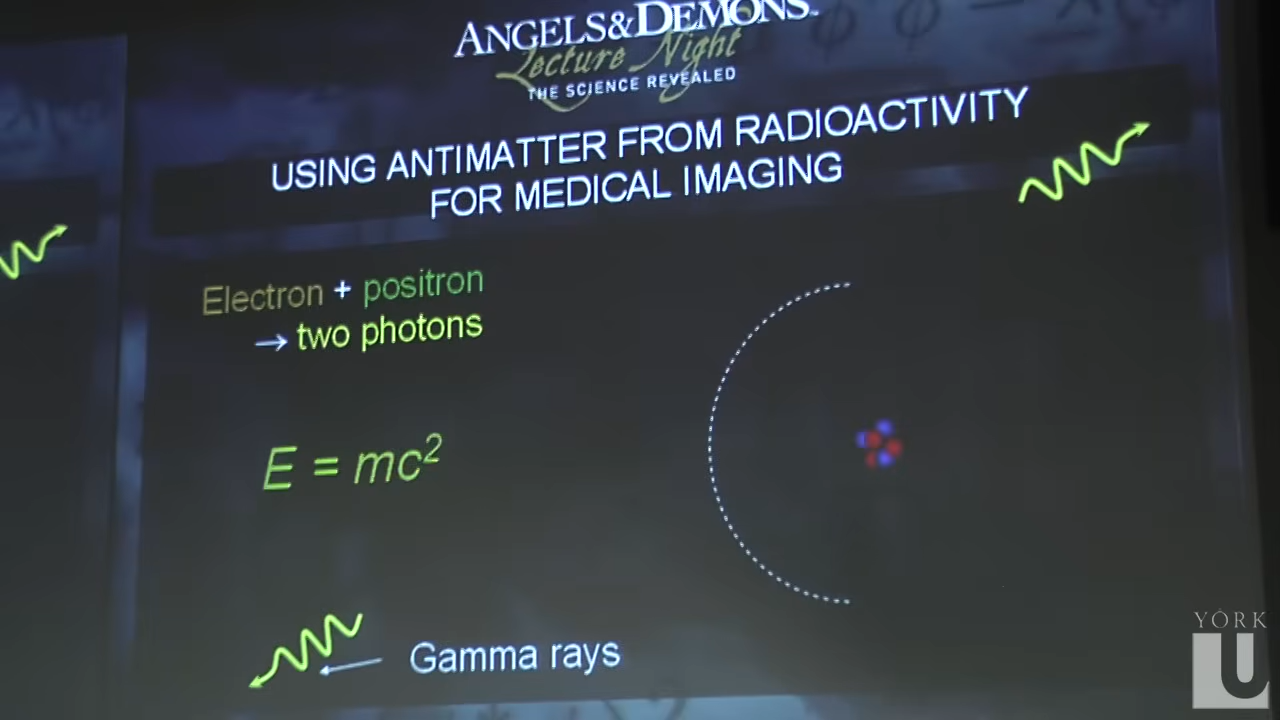 ANGELS&DEMONS™
Lecture Night
THE SCIENCE REVEALED
USING ANTIMATTER FROM RADIOACTIVITY
FOR MEDICAL IMAGING
Electron + positron
→ two photons
E = mc²
Gamma rays
YORK
U